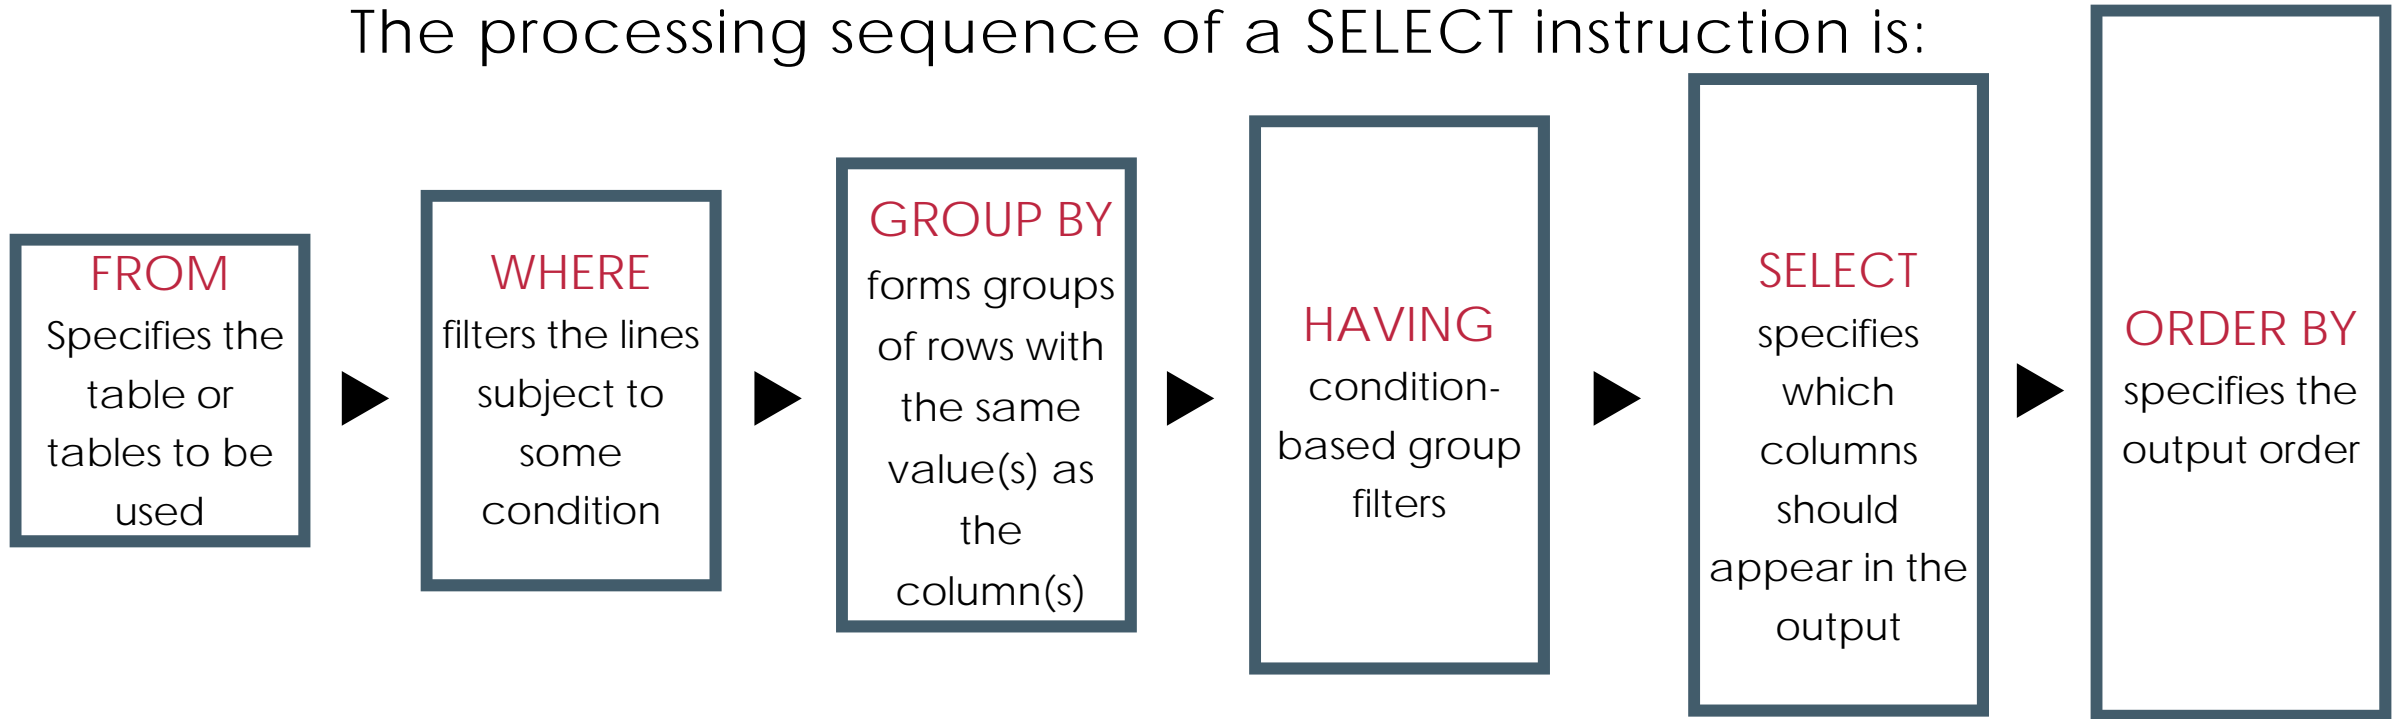 The processing sequence of a SELECT instruction is:
FROM
Specifies the
table or
tables to be
used
WHERE
filters the lines
subject to
some
condition
GROUP BY
forms groups
of rows with
the same
value(s) as
the
column(s)
HAVING
condition-
based group
filters
SELECT
specifies
which
columns
should
appear in the
output
ORDER BY
specifies the
output order